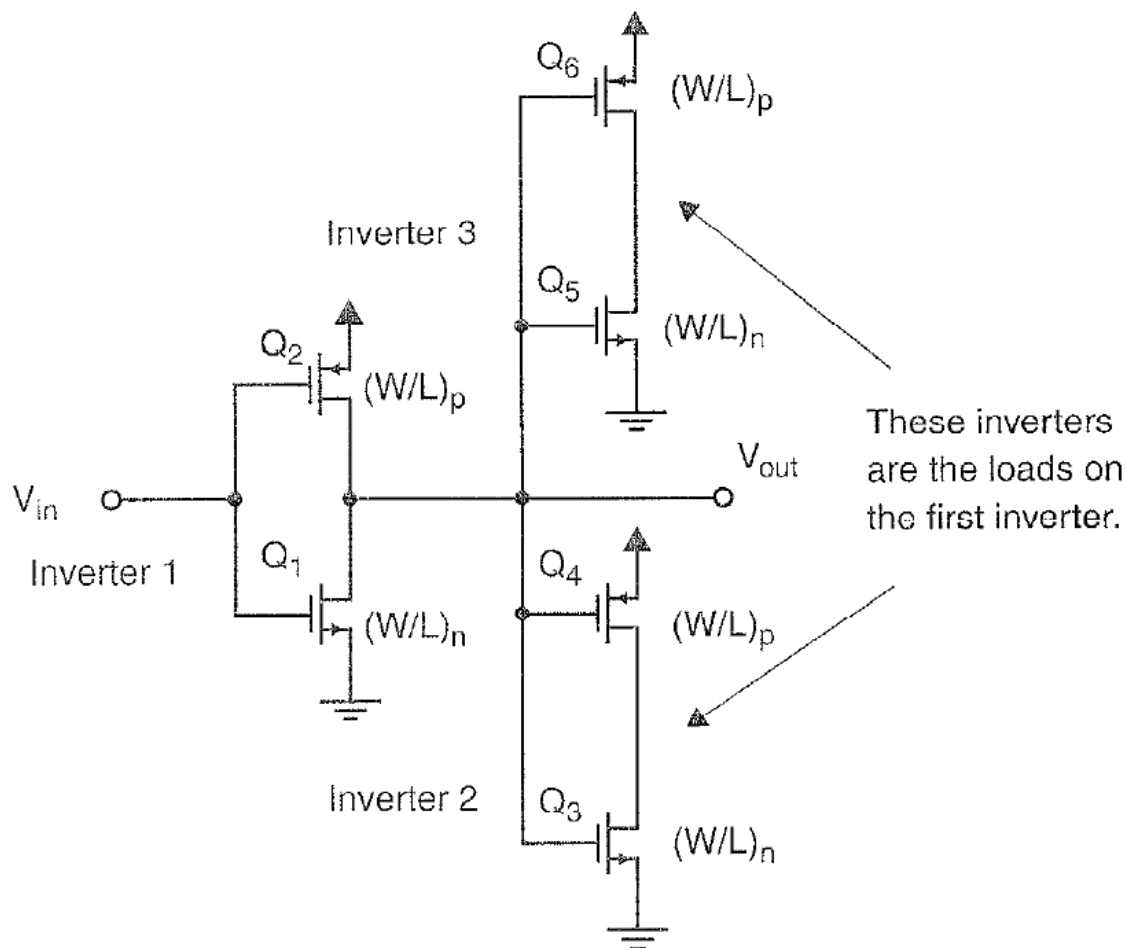 Q6
(W/L)p
Inverter 3
Q5
(W/L)n
Q2
(W/L)p
These inverters
are the loads on
the first inverter.
Vout
Vin
Inverter 1
Q1
(W/L)n
Q4
(W/L)p
Inverter 2
Q3
(W/L)n